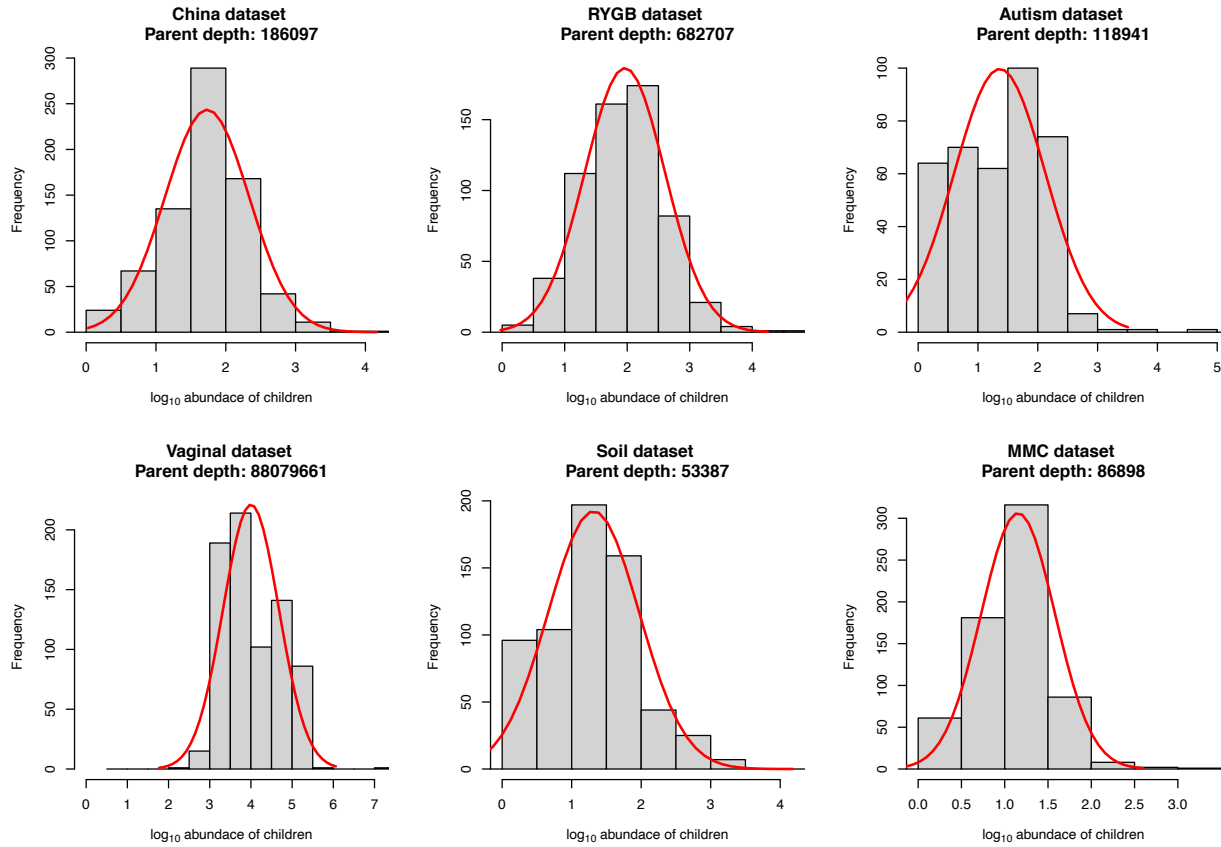 China dataset
Parent depth: 186097
Frequency
0 50 100 150 200 250 300
0 1 2 3 4
log10 abundace of children
RYGB dataset
Parent depth: 682707
Frequency
0 50 100 150
0 1 2 3 4
log10 abundace of children
Autism dataset
Parent depth: 118941
Frequency
0 20 40 60 80 100
0 1 2 3 4 5
log10 abundace of children
Vaginal dataset
Parent depth: 88079661
Frequency
0 50 100 150 200
0 1 2 3 4 5 6 7
log10 abundace of children
Soil dataset
Parent depth: 53387
Frequency
0 50 100 150 200
0 1 2 3 4
log10 abundace of children
MMC dataset
Parent depth: 86898
Frequency
0 50 100 150 200 250 300
0.0 0.5 1.0 1.5 2.0 2.5 3.0
log10 abundace of children